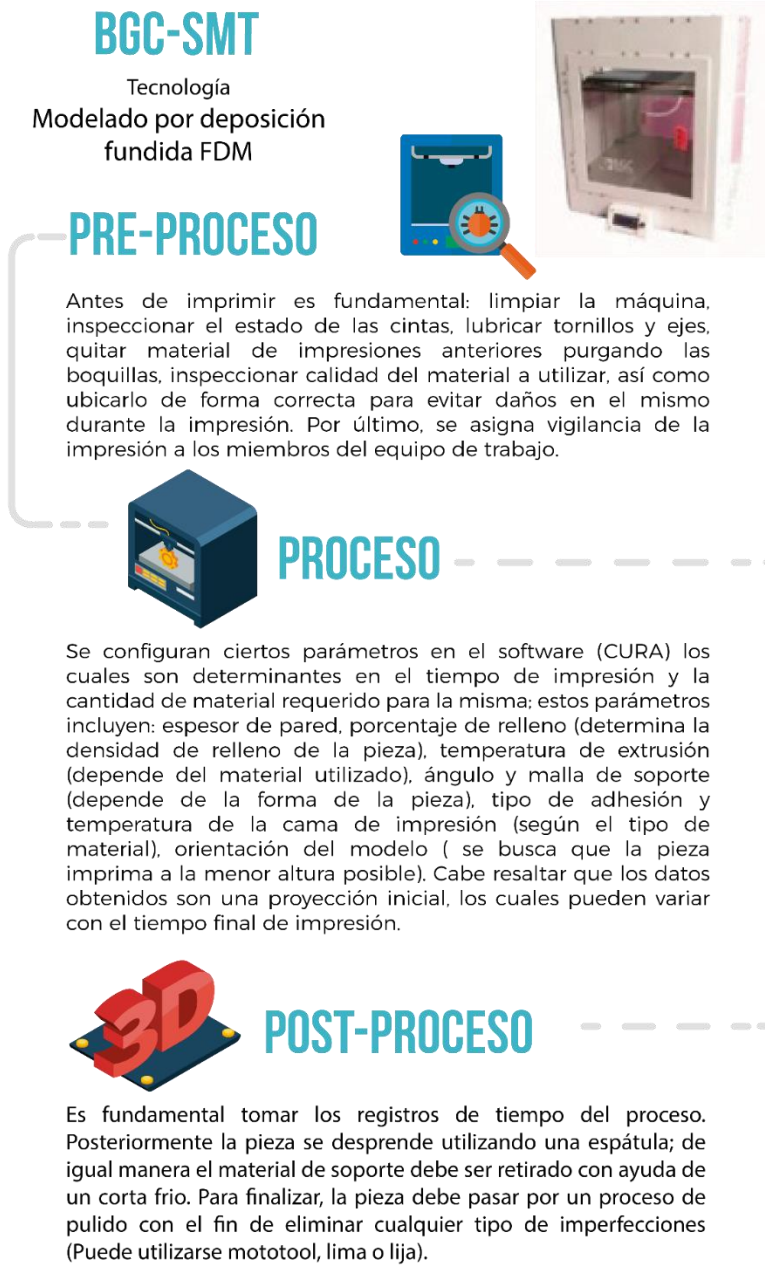 BGC-SMT
Tecnología
Modelado por deposición
fundida FDM
PRE-PROCESO
Antes de imprimir es fundamental: limpiar la máquina,
inspeccionar el estado de las cintas, lubricar tornillos y ejes,
quitar material de impresiones anteriores purgando las
boquillas, inspeccionar calidad del material a utilizar, así como
ubicarlo de forma correcta para evitar daños en el mismo
durante la impresión. Por último, se asigna vigilancia de la
impresión a los miembros del equipo de trabajo.
PROCESO
Se configuran ciertos parámetros en el software (CURA) los
cuales son determinantes en el tiempo de impresión y la
cantidad de material requerido para la misma; estos parámetros
incluyen: espesor de pared, porcentaje de relleno (determina la
densidad de relleno de la pieza), temperatura de extrusión
(depende del material utilizado), ángulo y malla de soporte
(depende de la forma de la pieza), tipo de adhesión y
temperatura de la cama de impresión (según el tipo de
material), orientación del modelo ( se busca que la pieza
imprima a la menor altura posible). Cabe resaltar que los datos
obtenidos son una proyección inicial, los cuales pueden variar
con el tiempo final de impresión.
3D
POST-PROCESO
Es fundamental tomar los registros de tiempo del proceso.
Posteriormente la pieza se desprende utilizando una espátula; de
igual manera el material de soporte debe ser retirado con ayuda de
un corta frio. Para finalizar, la pieza debe pasar por un proceso de
pulido con el fin de eliminar cualquier tipo de imperfecciones
(Puede utilizarse mototool, lima o lija).